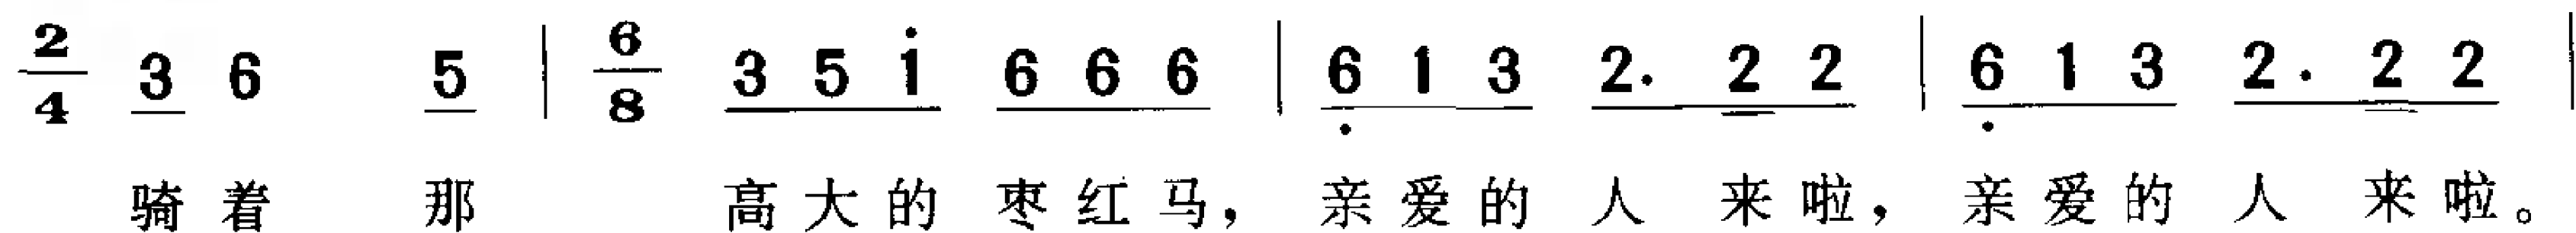 2/4 3 6 5 | 6/8 3 5 i 6 6 6 | 6 1 3 2. 2 2 | 6 1 3 2. 2 2 |
骑着 那 高大的枣红马，亲爱的人 来啦，亲爱的人 来啦。